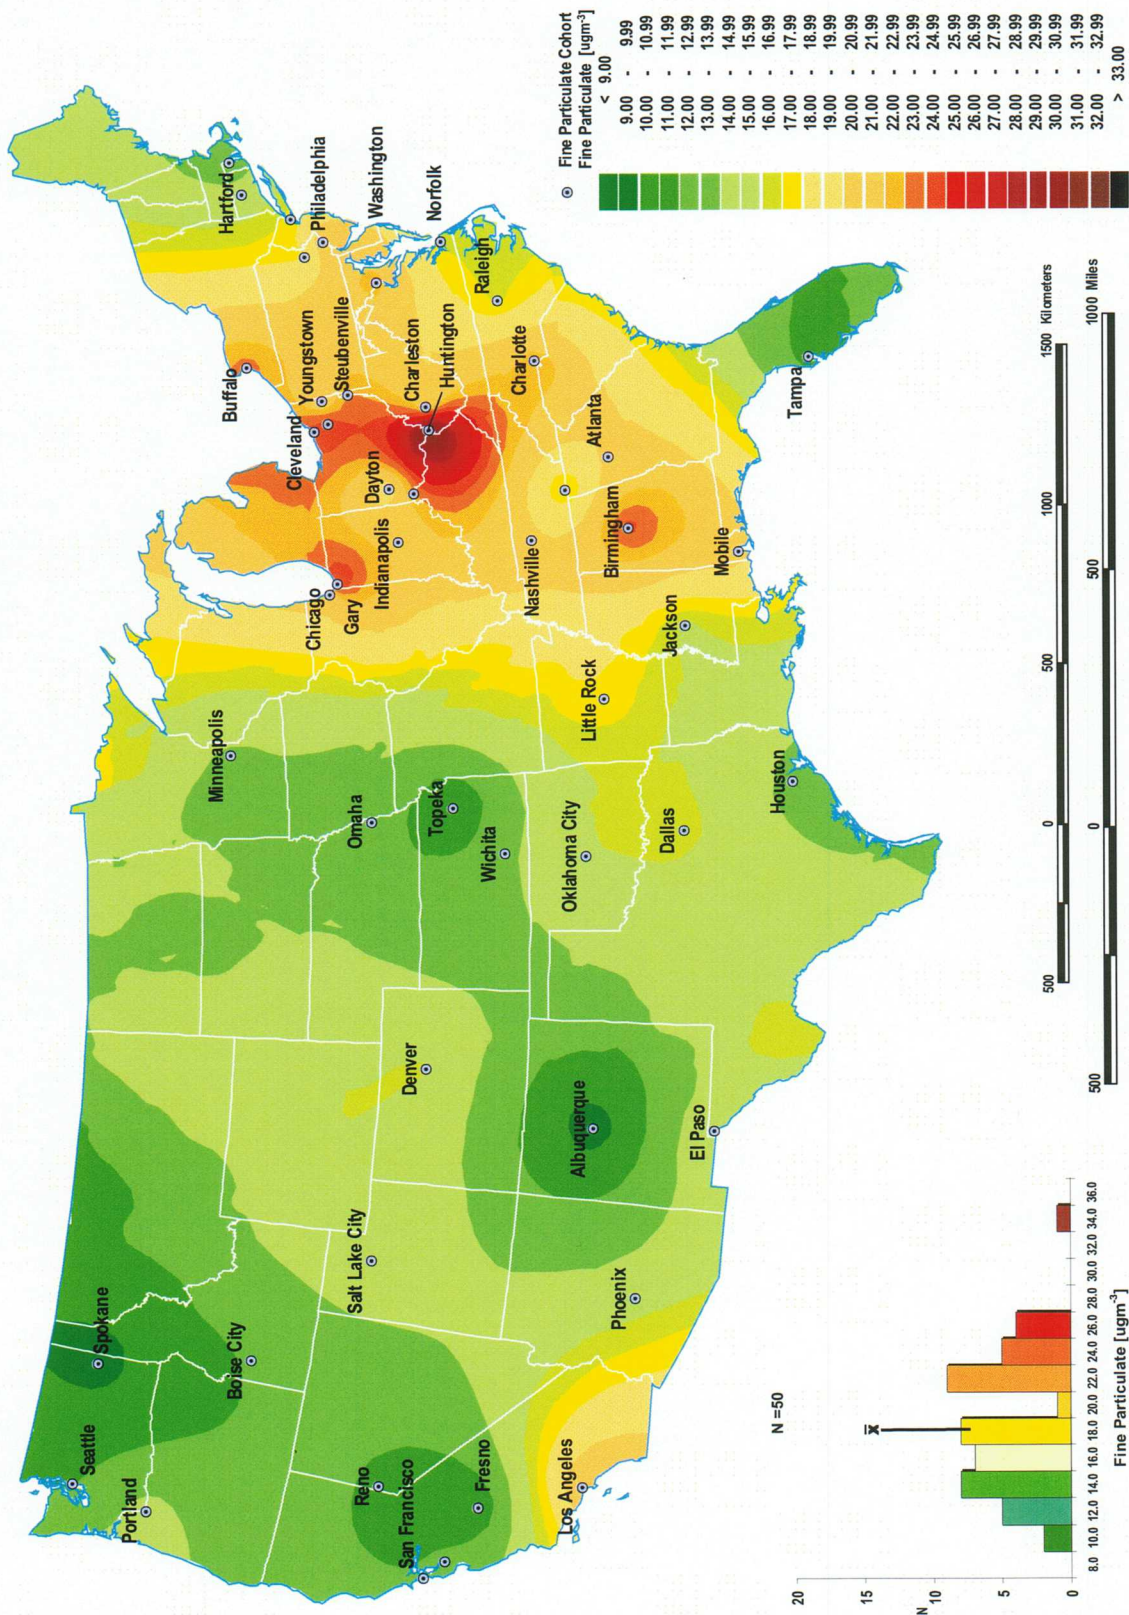 Seattle
Spokane
Portland
Boise City
Reno
San Francisco
Fresno
Los Angeles
Salt Lake City
Phoenix
Denver
Albuquerque
El Paso
Minneapolis
Omaha
Topeka
Wichita
Oklahoma City
Dallas
Houston
Little Rock
Jackson
Chicago
Gary
Indianapolis
Nashville
Birmingham
Mobile
Cleveland
Dayton
Atlanta
Buffalo
Youngstown
Steubenville
Charleston
Huntington
Charlotte
Tampa
Hartford
Philadelphia
Washington
Norfolk
Raleigh
Fine Particulate Cohort
Fine Particulate [ugm-3]
< 9.00
9.00 - 9.99
10.00 - 10.99
11.00 - 11.99
12.00 - 12.99
13.00 - 13.99
14.00 - 14.99
15.00 - 15.99
16.00 - 16.99
17.00 - 17.99
18.00 - 18.99
19.00 - 19.99
20.00 - 20.99
21.00 - 21.99
22.00 - 22.99
23.00 - 23.99
24.00 - 24.99
25.00 - 25.99
26.00 - 26.99
27.00 - 27.99
28.00 - 28.99
29.00 - 29.99
30.00 - 30.99
31.00 - 31.99
32.00 - 32.99
> 33.00
500 0 500 1000 1500 Kilometers
500 0 500 1000 Miles
N =50
x̄
20
15
N 10
5
0
8.0 10.0 12.0 14.0 16.0 18.0 20.0 22.0 24.0 26.0 28.0 30.0 32.0 34.0 36.0
Fine Particulate [ugm-3]